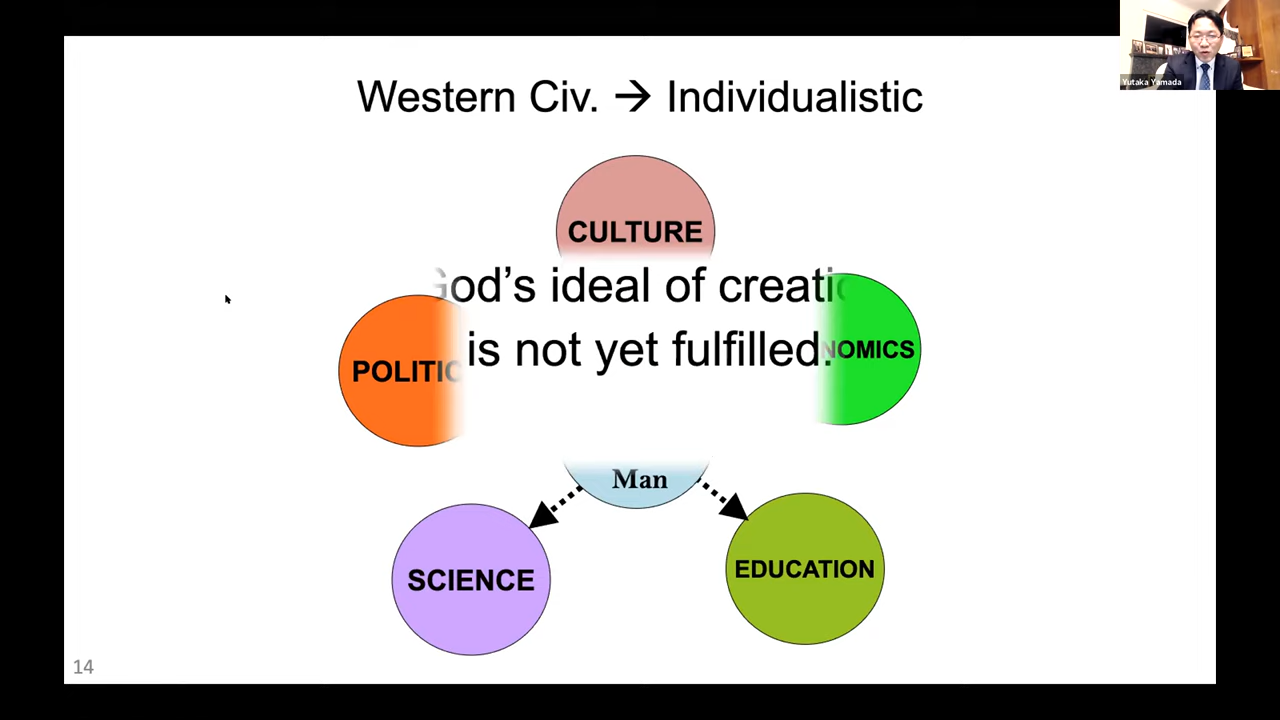 Yutaka Yamada
Western Civ. → Individualistic
CULTURE
God's ideal of creatio
is not yet fulfilled.
POLITIC
NOMICS
Man
SCIENCE
EDUCATION
14